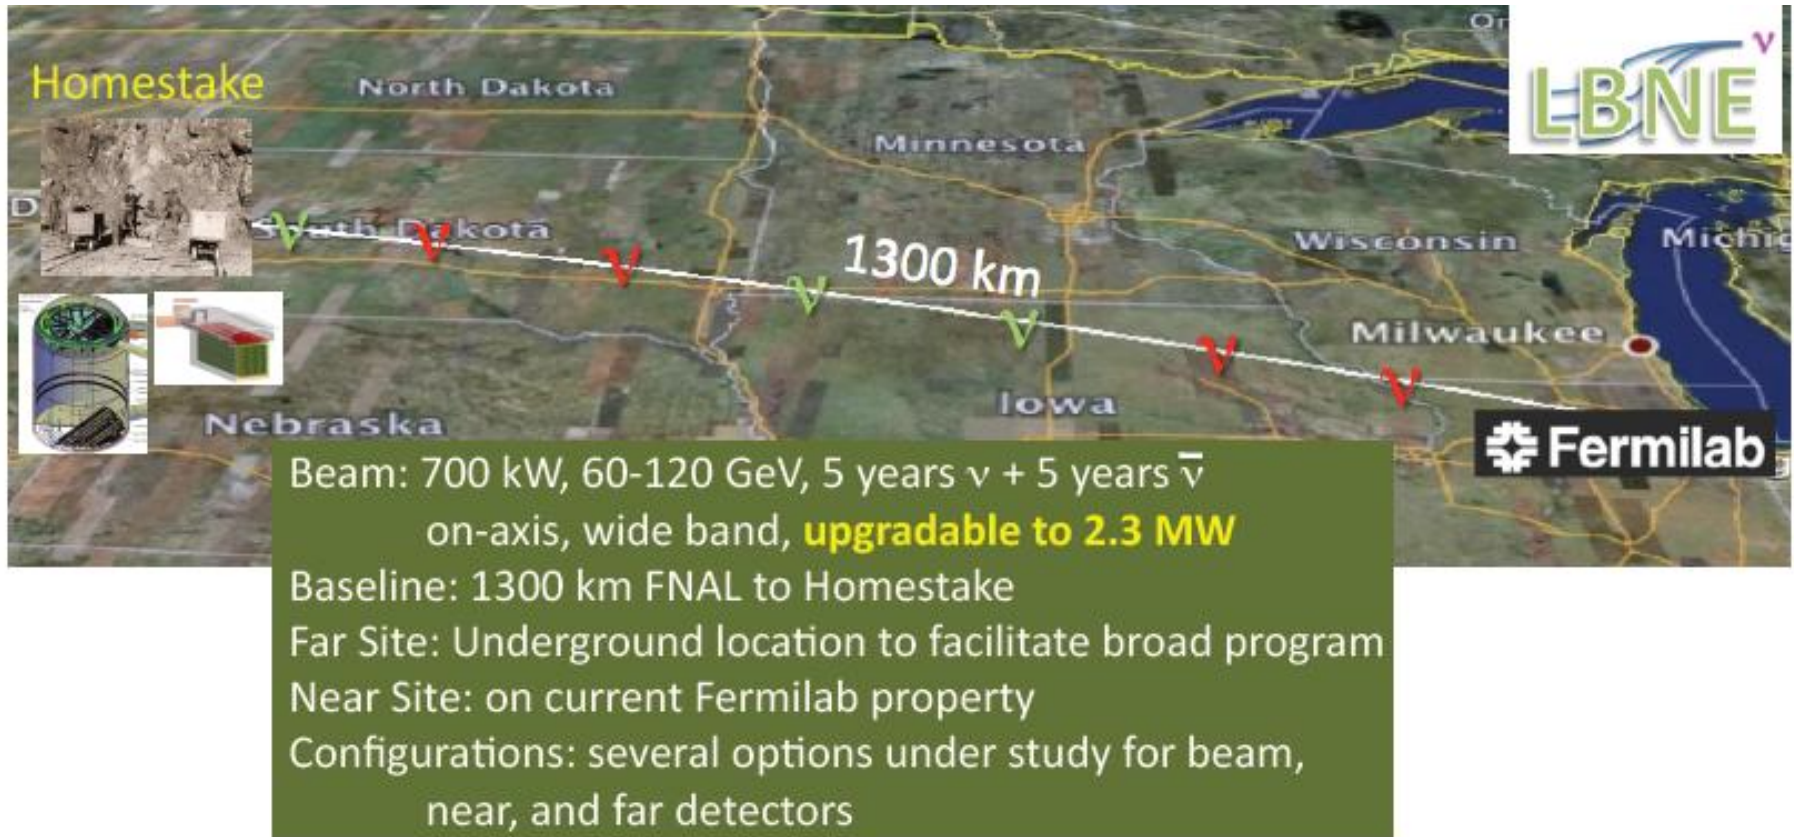 Or
ν
LBNE
Homestake
North Dakota
Minnesota
D
South Dakota
Wisconsin
Michig
1300 km
ν ν ν ν ν ν ν
Milwaukee
Iowa
Nebraska
Fermilab
Beam: 700 kW, 60-120 GeV, 5 years ν + 5 years ν̅
on-axis, wide band, upgradable to 2.3 MW
Baseline: 1300 km FNAL to Homestake
Far Site: Underground location to facilitate broad program
Near Site: on current Fermilab property
Configurations: several options under study for beam,
near, and far detectors